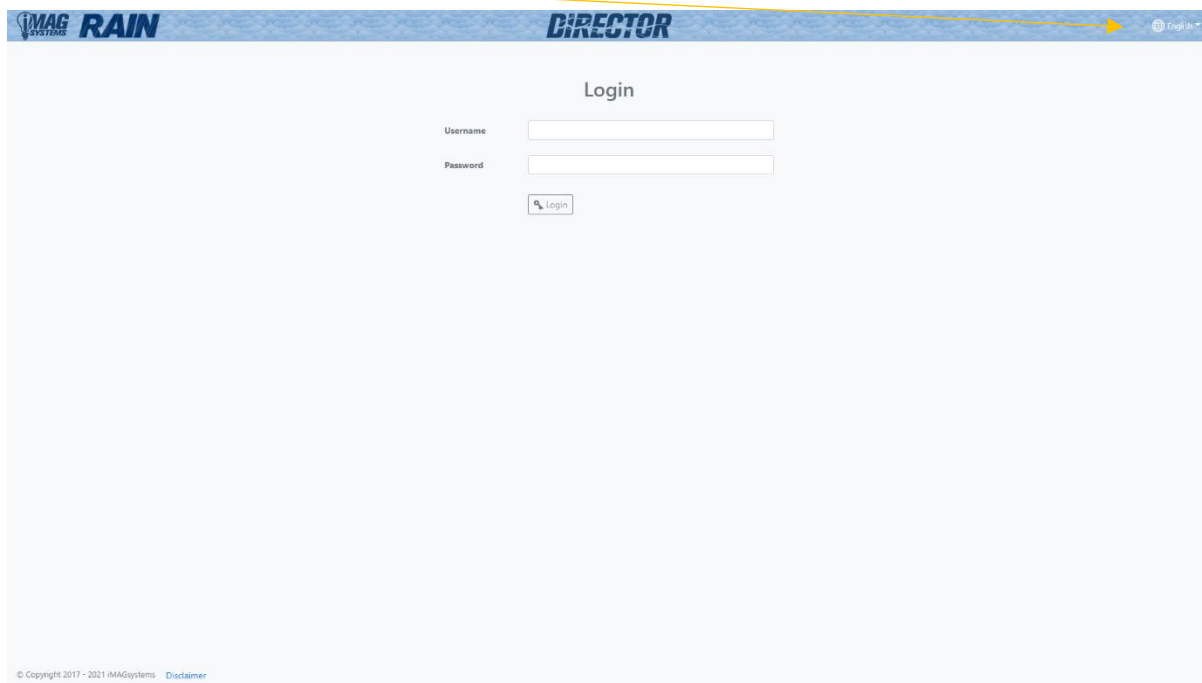 iMAG SYSTEMS RAIN DiRECTOR English
Login
Username
Password
Login
© Copyright 2017 - 2021 iMAGsystems Disclaimer